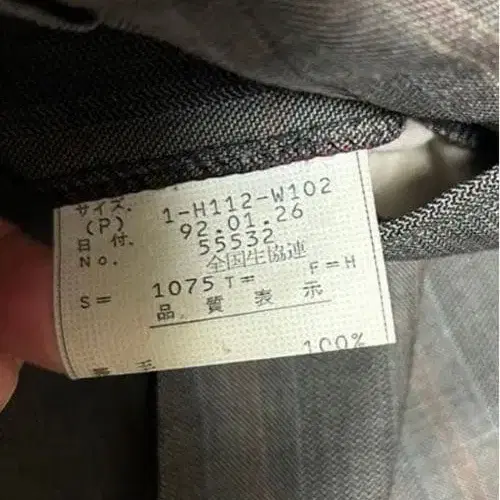 サイズ. 1-H112-W102
(P)
日 付. 92.01.26
No. 55532
全国生協連
S= 1075 T= F=H
品 質 表 示
100%